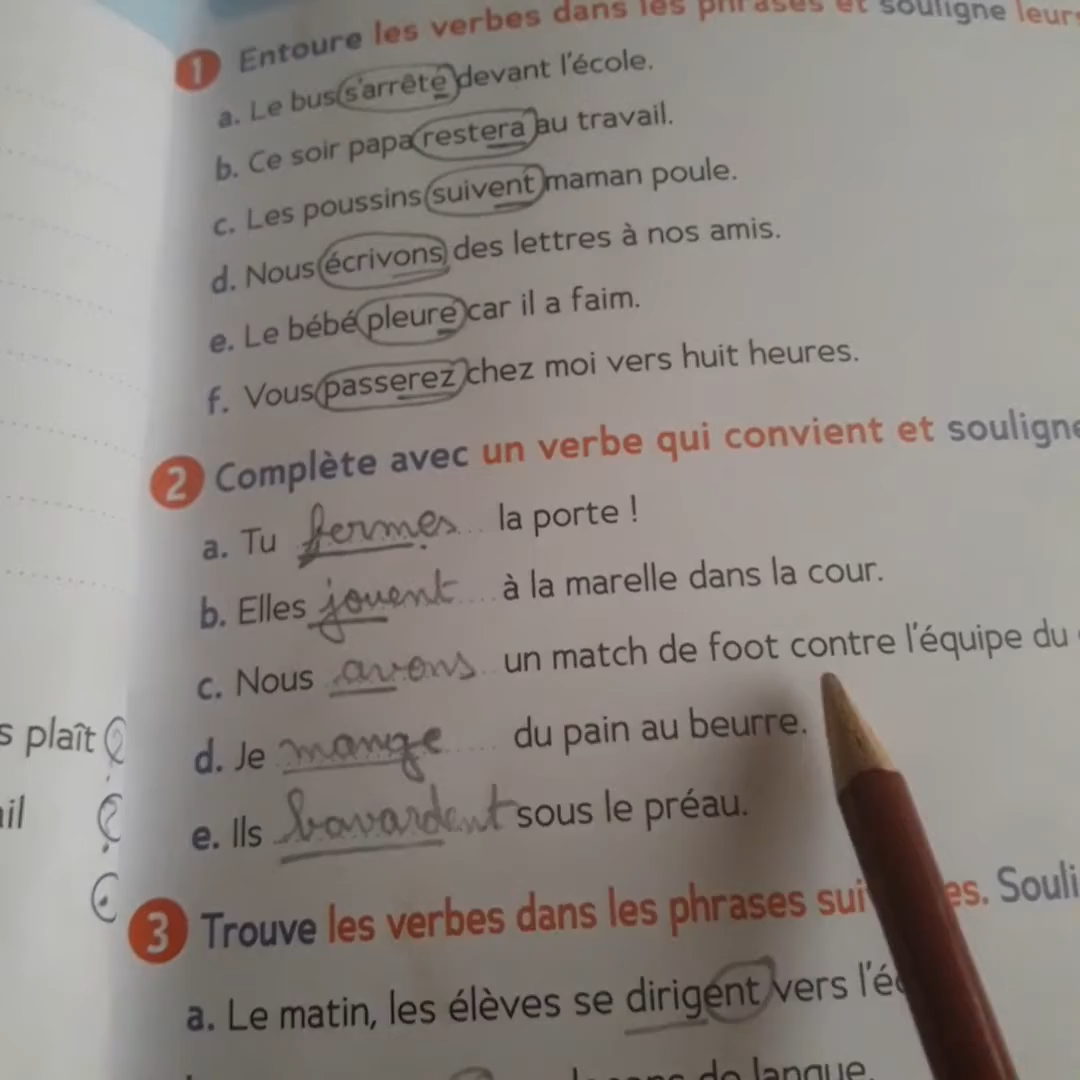 1 Entoure les verbes dans les phrases et souligne leurs
a. Le bus s'arrête devant l'école.
b. Ce soir papa restera au travail.
c. Les poussins suivent maman poule.
d. Nous écrivons des lettres à nos amis.
e. Le bébé pleure car il a faim.
f. Vous passerez chez moi vers huit heures.
2 Complète avec un verbe qui convient et souligne
a. Tu fermes la porte !
b. Elles jouent à la marelle dans la cour.
c. Nous avons un match de foot contre l'équipe du
d. Je mange du pain au beurre.
e. Ils bavardent sous le préau.
s plaît
ail
3 Trouve les verbes dans les phrases Souli
a. Le matin, les élèves se dirigent vers
de langue.